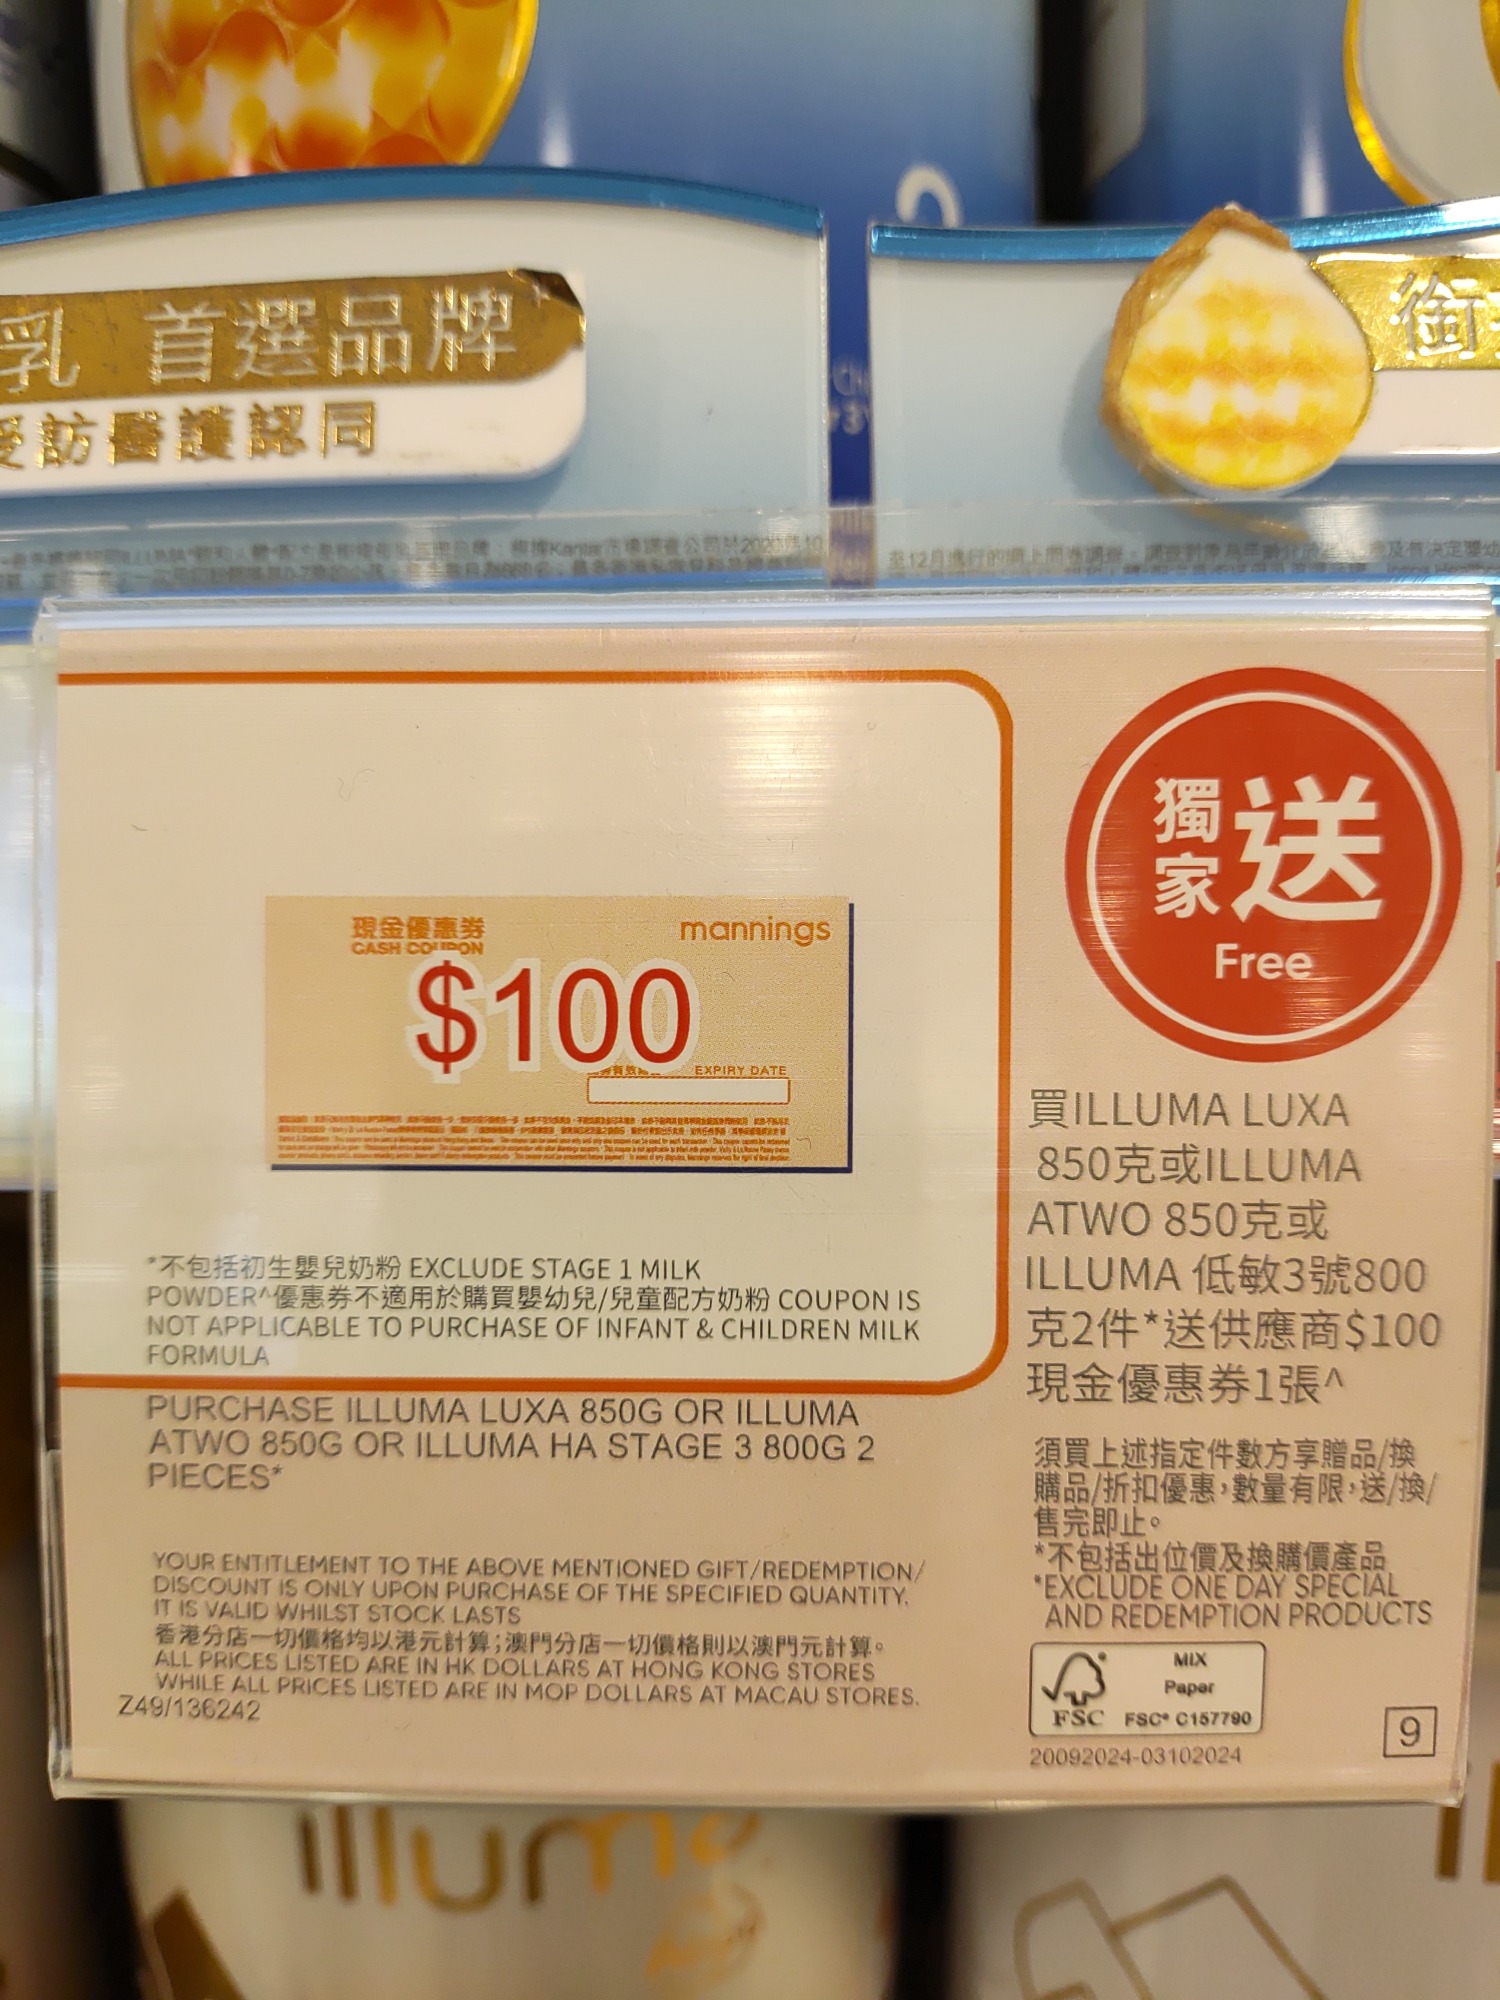 乳 首選品牌
受訪醫護認同
獨家送
Free
現金優惠券
CASH COUPON
mannings
$100
EXPIRY DATE
*不包括初生嬰兒奶粉 EXCLUDE STAGE 1 MILK
POWDER^優惠券不適用於購買嬰幼兒/兒童配方奶粉 COUPON IS
NOT APPLICABLE TO PURCHASE OF INFANT & CHILDREN MILK
FORMULA
PURCHASE ILLUMA LUXA 850G OR ILLUMA
ATWO 850G OR ILLUMA HA STAGE 3 800G 2
PIECES*
YOUR ENTITLEMENT TO THE ABOVE MENTIONED GIFT/REDEMPTION/
DISCOUNT IS ONLY UPON PURCHASE OF THE SPECIFIED QUANTITY.
IT IS VALID WHILST STOCK LASTS
香港分店一切價格均以港元計算;澳門分店一切價格則以澳門元計算。
ALL PRICES LISTED ARE IN HK DOLLARS AT HONG KONG STORES
WHILE ALL PRICES LISTED ARE IN MOP DOLLARS AT MACAU STORES.
Z49/136242
買ILLUMA LUXA
850克或ILLUMA
ATWO 850克或
ILLUMA 低敏3號800
克2件*送供應商$100
現金優惠券1張^
須買上述指定件數方享贈品/換
購品/折扣優惠,數量有限,送/換/
售完即止。
*不包括出位價及換購價產品
*EXCLUDE ONE DAY SPECIAL
AND REDEMPTION PRODUCTS
FSC
MIX
Paper
FSC® C157790
20092024-03102024
9
illuma